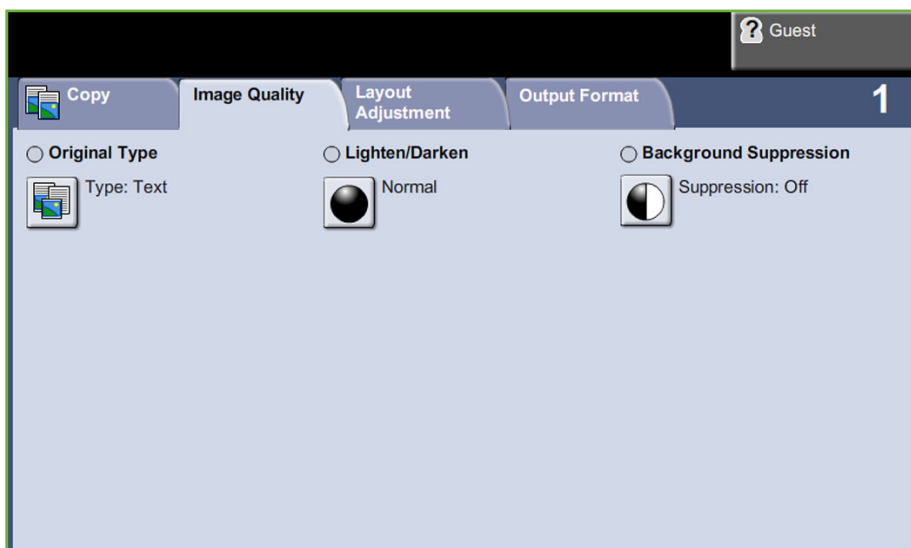 ? Guest
Copy
Image Quality
Layout
Adjustment
Output Format
1
Original Type
Lighten/Darken
Background Suppression
Type: Text
Normal
Suppression: Off